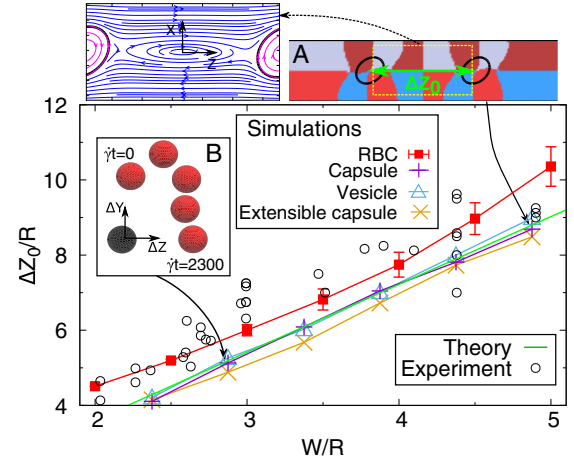 X
Z
A
ΔZ₀
12
10
8
6
4
ΔZ₀/R
B
γ̇t=0
ΔY
ΔZ
γ̇t=2300
Simulations
RBC
Capsule
Vesicle
Extensible capsule
Theory
Experiment
2
3
4
5
W/R